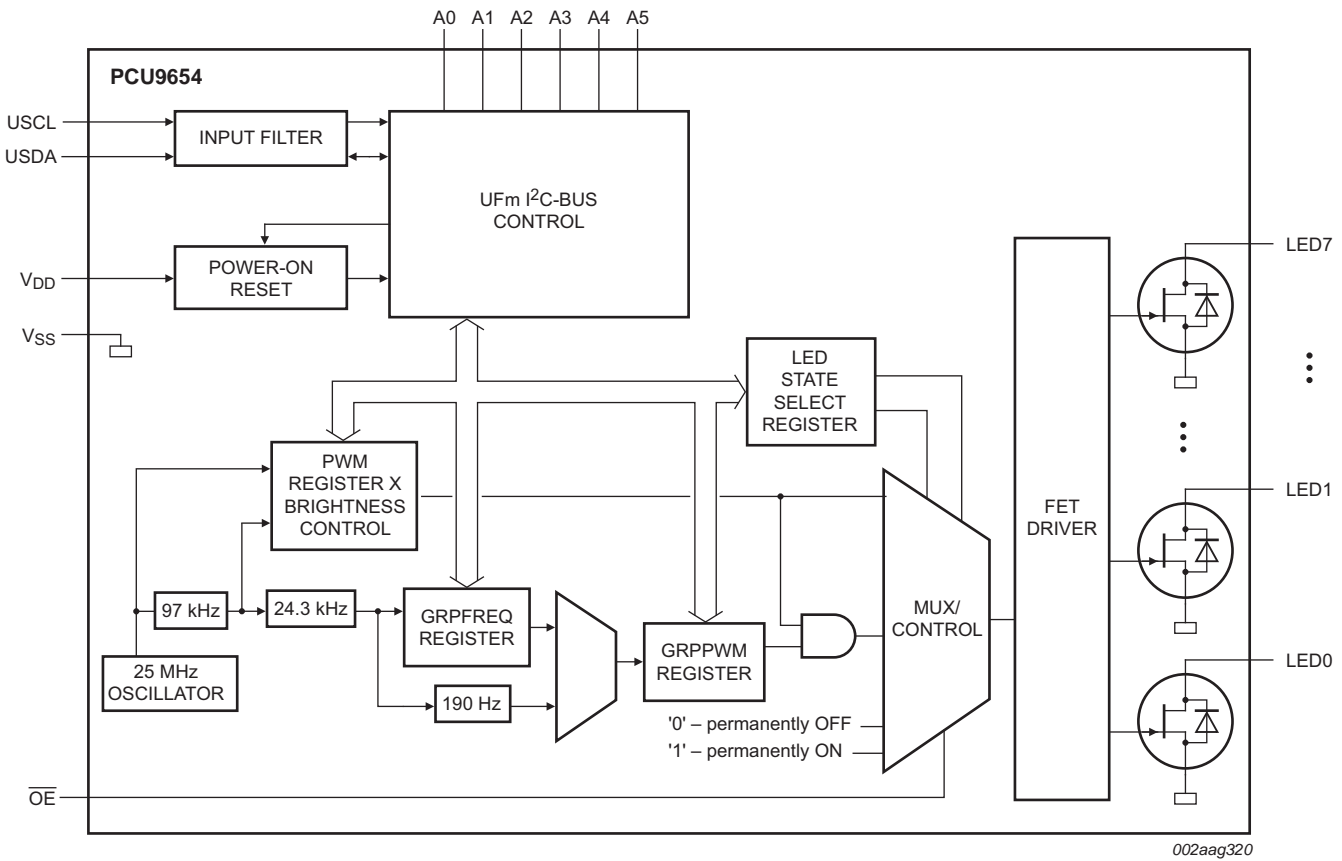 A0 A1 A2 A3 A4 A5
PCU9654
USCL
USDA
INPUT FILTER
UFm I²C-BUS
CONTROL
POWER-ON
RESET
VDD
VSS
LED
STATE
SELECT
REGISTER
PWM
REGISTER X
BRIGHTNESS
CONTROL
97 kHz
24.3 kHz
GRPFREQ
REGISTER
190 Hz
25 MHz
OSCILLATOR
GRPPWM
REGISTER
'0' – permanently OFF
'1' – permanently ON
MUX/
CONTROL
FET
DRIVER
LED7
LED1
LED0
OE
002aag320